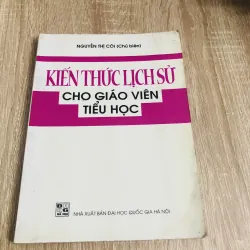 NGUYỄN THỊ CÔI (Chủ biên)
KIẾN THỨC LỊCH SỬ
CHO GIÁO VIÊN
TIỂU HỌC
NHÀ XUẤT BẢN ĐẠI HỌC QUỐC GIA HÀ NỘI